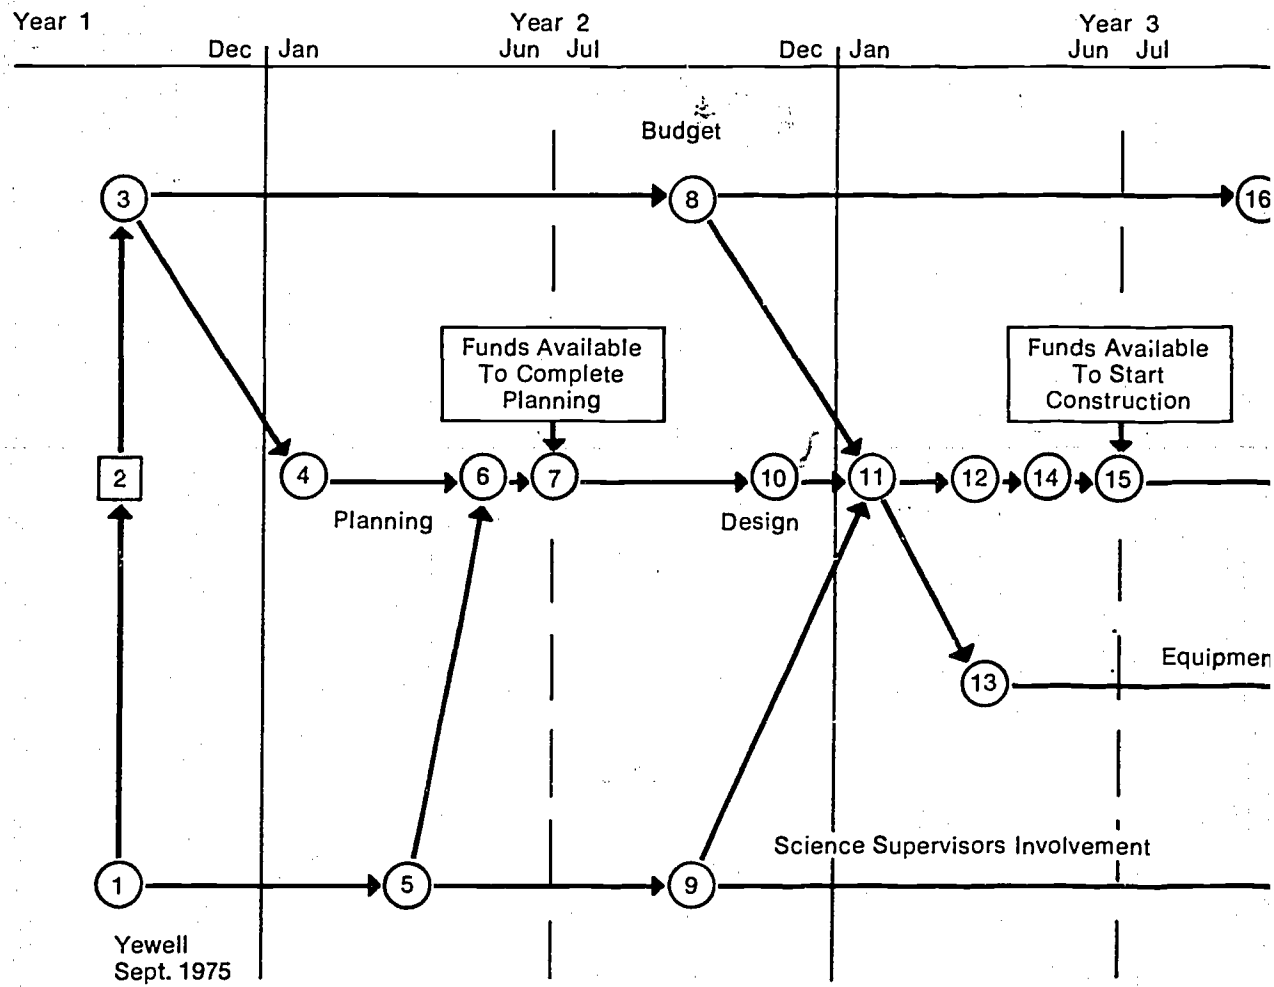 Year 1 Year 2 Year 3
Dec Jan Jun Jul Dec Jan Jun Jul
Budget
3 8 16
Funds Available
To Complete
Planning
Funds Available
To Start
Construction
2 4 6 7 10 11 12 14 15
Planning Design
Equipmen
13
Science Supervisors Involvement
1 5 9
Yewell
Sept. 1975